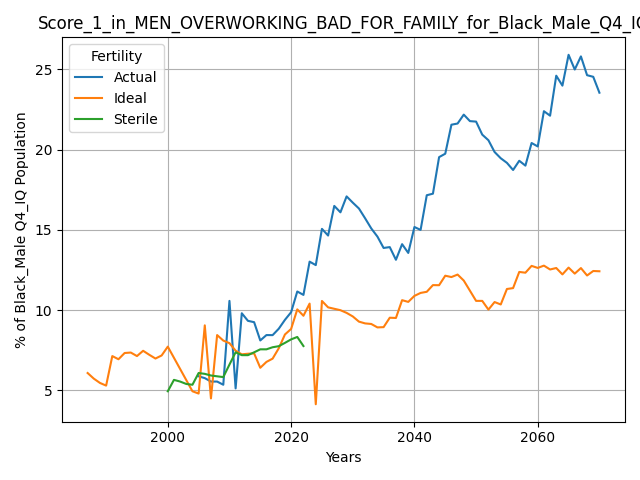 Score_1_in_MEN_OVERWORKING_BAD_FOR_FAMILY_for_Black_Male_Q4_IQ
Fertility
Actual
Ideal
Sterile
% of Black_Male Q4_IQ Population
25
20
15
10
5
2000 2020 2040 2060
Years